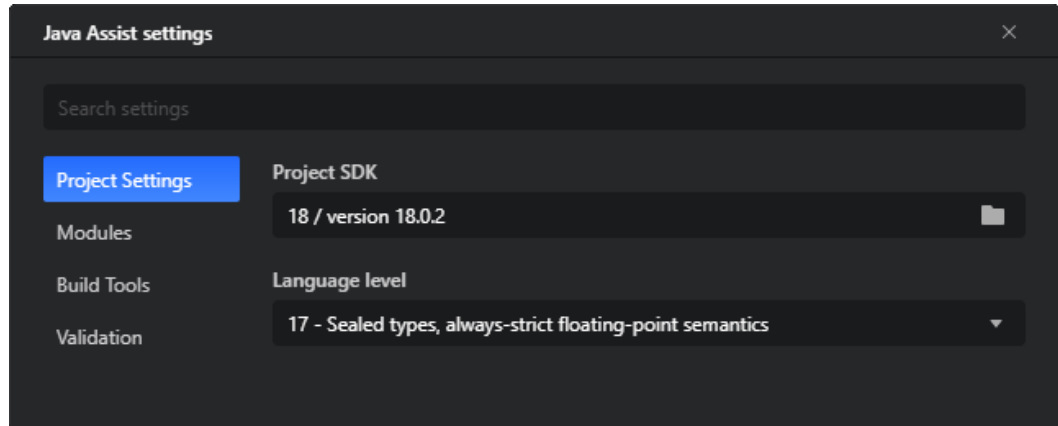 Java Assist settings
Search settings
Project Settings
Modules
Build Tools
Validation
Project SDK
18 / version 18.0.2
Language level
17 - Sealed types, always-strict floating-point semantics